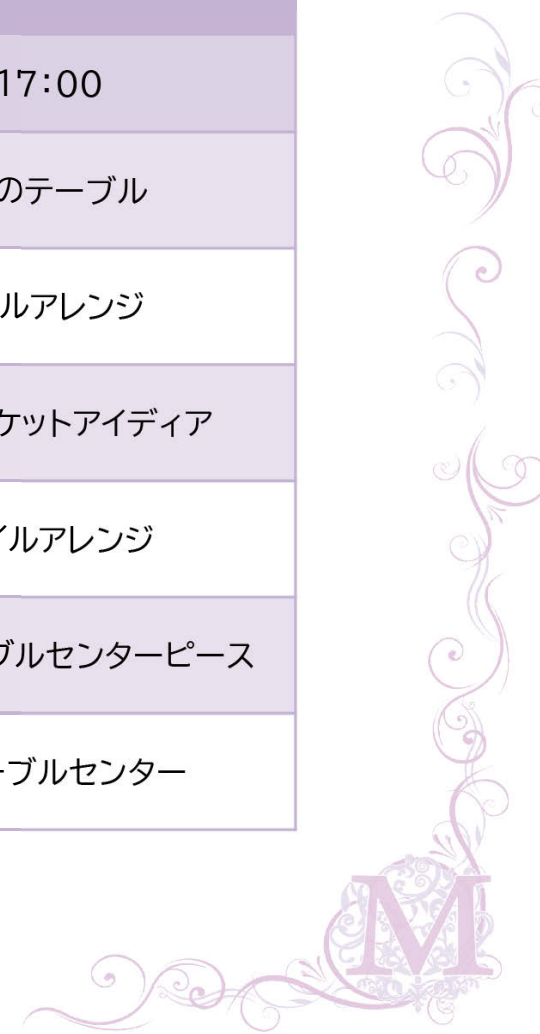 17:00
のテーブル
ルアレンジ
ケットアイディア
イルアレンジ
ブルセンターピース
ーブルセンター
M